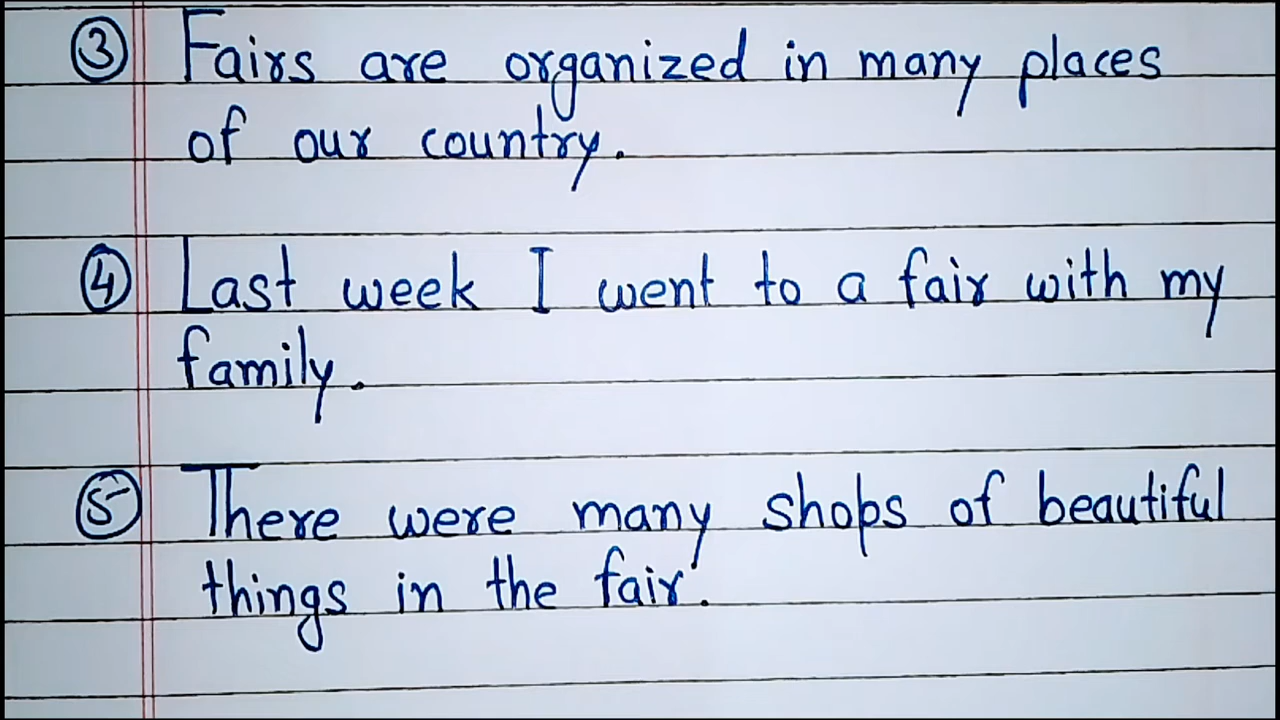 ③ Fairs are organized in many places
of our country.
④ Last week I went to a fair with my
family.
⑤ There were many shops of beautiful
things in the fair.